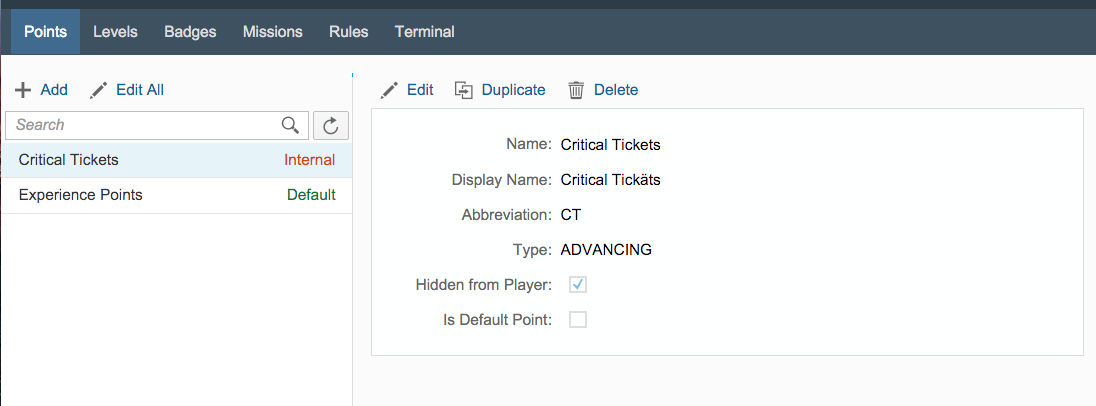 Points Levels Badges Missions Rules Terminal
Add Edit All
Edit Duplicate Delete
Search
Critical Tickets Internal
Experience Points Default
Name: Critical Tickets
Display Name: Critical Tickäts
Abbreviation: CT
Type: ADVANCING
Hidden from Player:
Is Default Point: